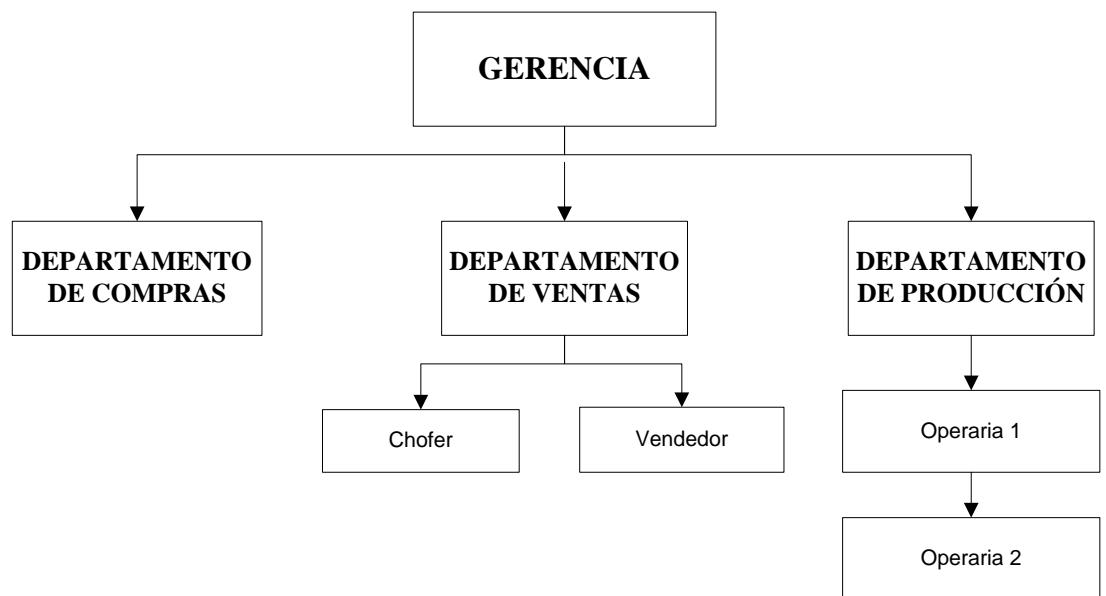 GERENCIA
DEPARTAMENTO
DE COMPRAS
DEPARTAMENTO
DE VENTAS
DEPARTAMENTO
DE PRODUCCIÓN
Chofer
Vendedor
Operaria 1
Operaria 2